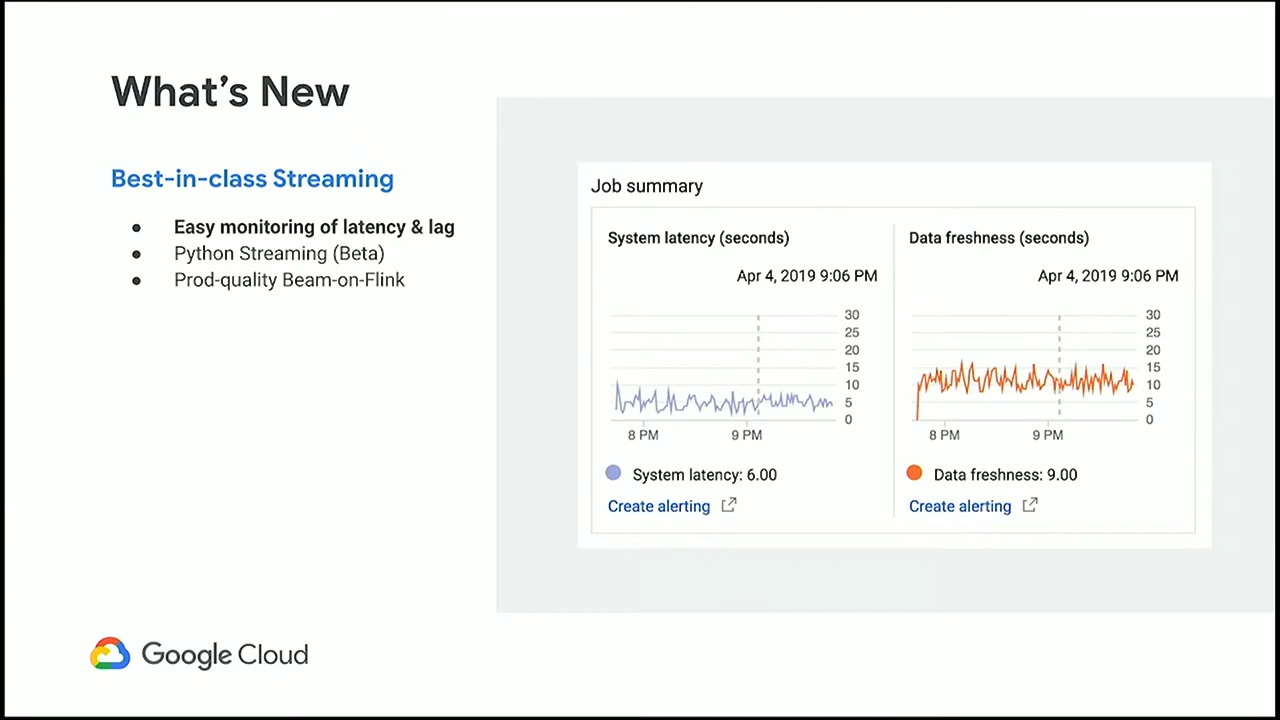 What's New
Best-in-class Streaming
● Easy monitoring of latency & lag
● Python Streaming (Beta)
● Prod-quality Beam-on-Flink
Job summary
System latency (seconds)
Apr 4, 2019 9:06 PM
30
25
20
15
10
5
0
8 PM 9 PM
System latency: 6.00
Create alerting
Data freshness (seconds)
Apr 4, 2019 9:06 PM
30
25
20
15
10
5
0
8 PM 9 PM
Data freshness: 9.00
Create alerting
Google Cloud